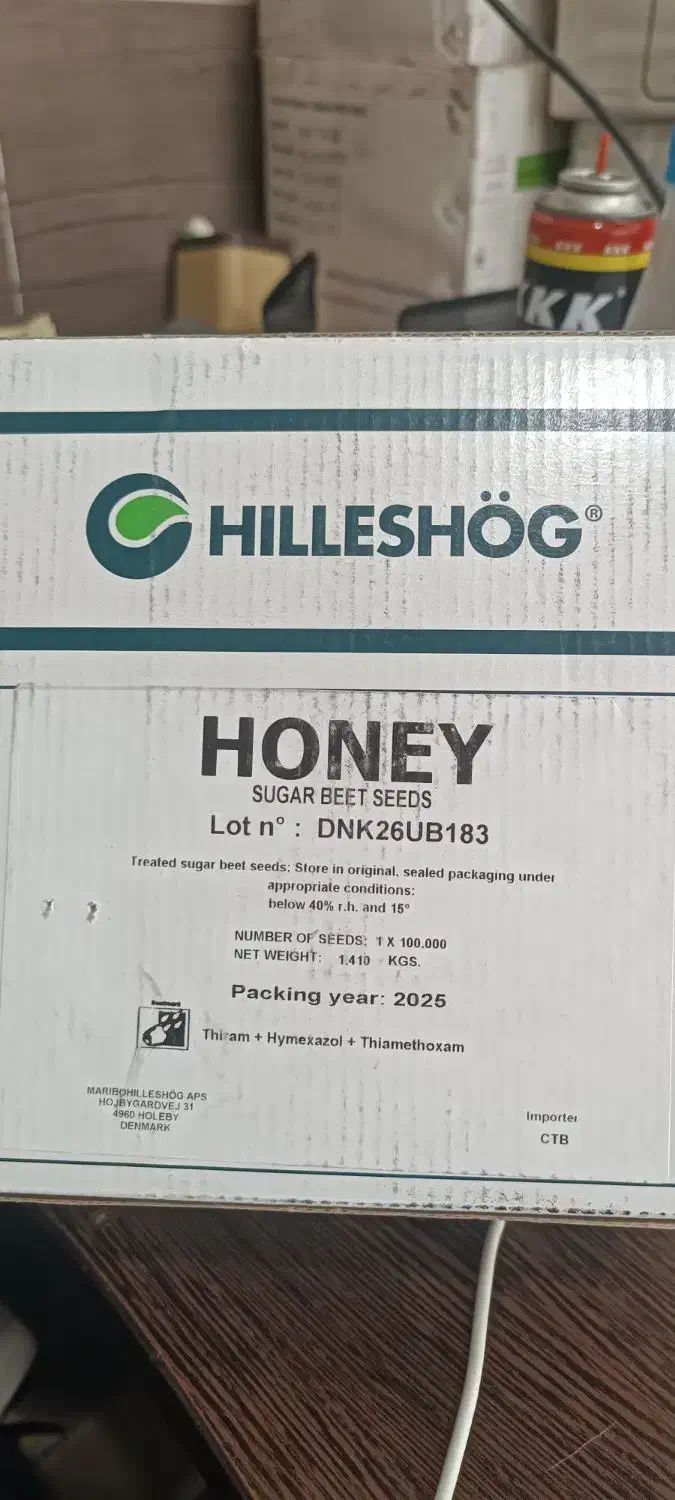 KKK
HILLESHÖG®
HONEY
SUGAR BEET SEEDS
Lot n° : DNK26UB183
Treated sugar beet seeds: Store in original, sealed packaging under
appropriate conditions:
below 40% r.h. and 15°
NUMBER OF SEEDS: 1 X 100.000
NET WEIGHT: 1,410 KGS.
Packing year: 2025
Thiram + Hymexazol + Thiamethoxam
MARIBOHILLESHÖG APS
HOJBYGARDVEJ 31
4960 HOLEBY
DENMARK
Importer
CTB